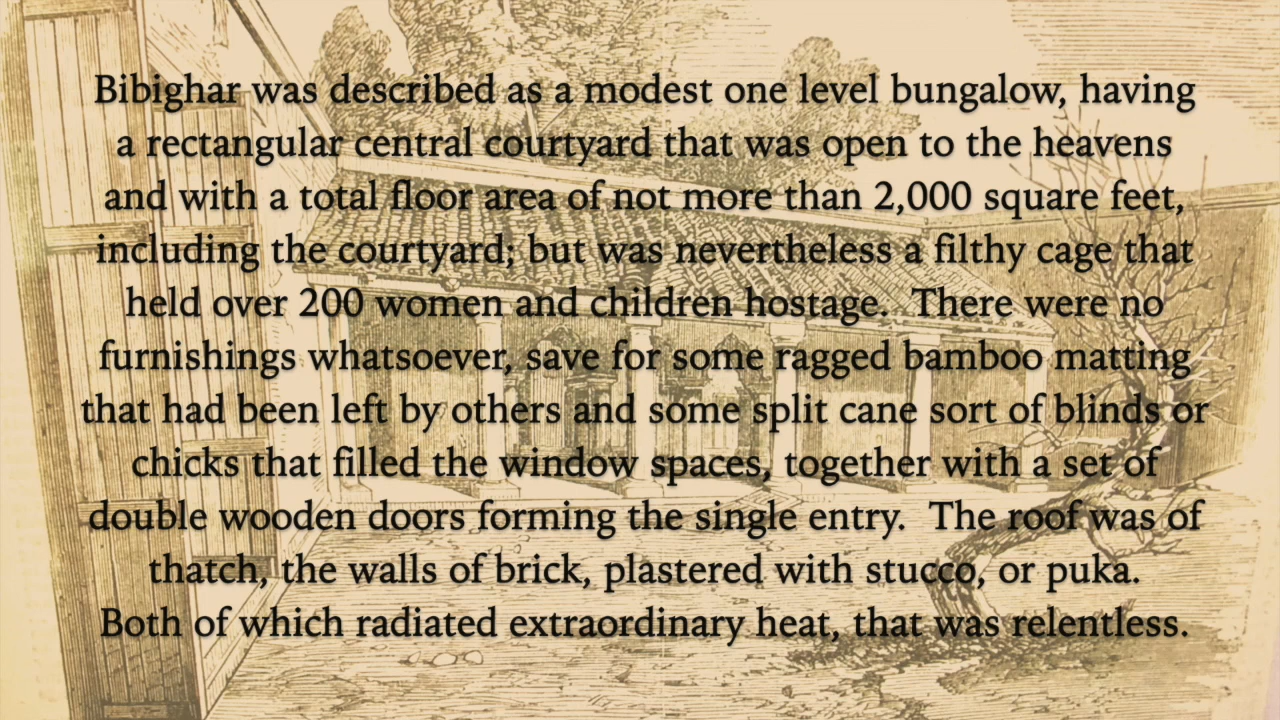 Bibighar was described as a modest one level bungalow, having
a rectangular central courtyard that was open to the heavens
and with a total floor area of not more than 2,000 square feet,
including the courtyard; but was nevertheless a filthy cage that
held over 200 women and children hostage.  There were no
furnishings whatsoever, save for some ragged bamboo matting
that had been left by others and some split cane sort of blinds or
chicks that filled the window spaces, together with a set of
double wooden doors forming the single entry.  The roof was of
thatch, the walls of brick, plastered with stucco, or puka.
Both of which radiated extraordinary heat, that was relentless.